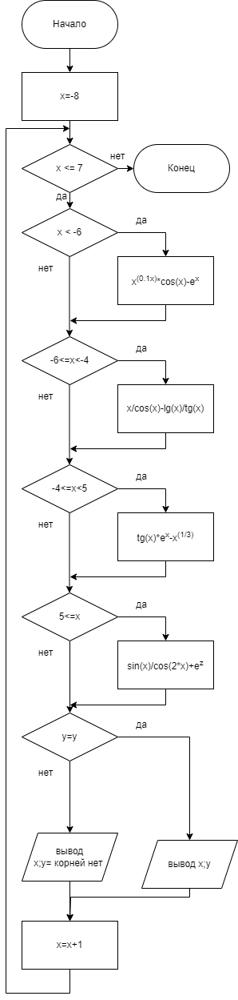 Начало
x=-8
x <= 7
нет
Конец
да
x < -6
да
нет
x^(0.1x)*cos(x)-e^x
-6<=x<-4
да
нет
x/cos(x)-lg(x)/tg(x)
-4<=x<5
да
нет
tg(x)*e^x-x^(1/3)
5<=x
да
нет
sin(x)/cos(2*x)+e^z
y=y
да
нет
вывод
x;y= корней нет
вывод x;y
x=x+1